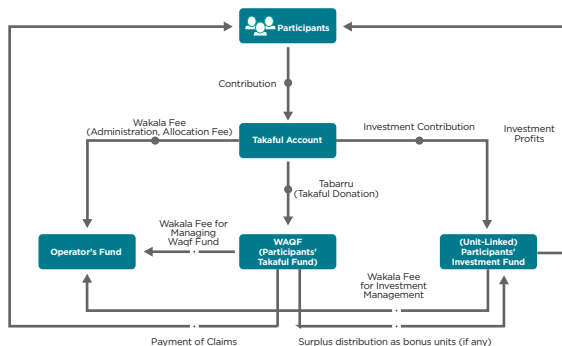 Participants
Contribution
Wakala Fee
(Administration, Allocation Fee)
Takaful Account
Investment Contribution
Investment
Profits
Tabarru
(Takaful Donation)
Wakala Fee for
Managing
Waqf Fund
Operator's Fund
WAQF
(Participants'
Takaful Fund)
(Unit-Linked)
Participants'
Investment Fund
Wakala Fee
for Investment
Management
Payment of Claims
Surplus distribution as bonus units (if any)